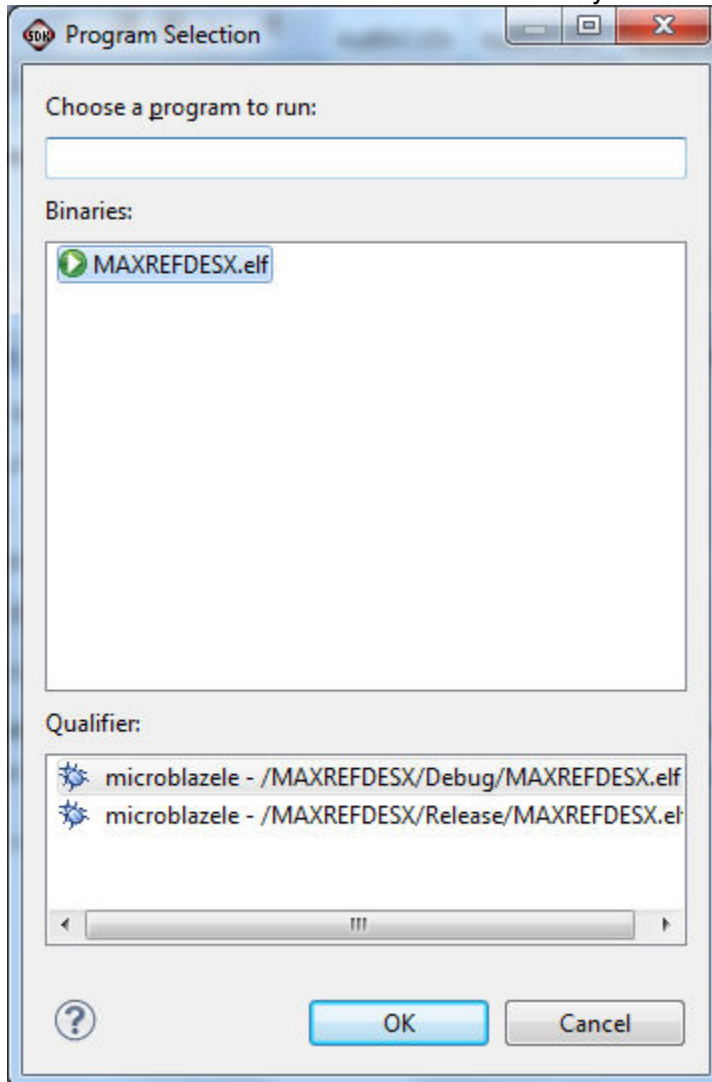 SDK Program Selection
Choose a program to run:
Binaries:
MAXREFDESX.elf
Qualifier:
microblazele - /MAXREFDESX/Debug/MAXREFDESX.elf
microblazele - /MAXREFDESX/Release/MAXREFDESX.el
?
OK Cancel